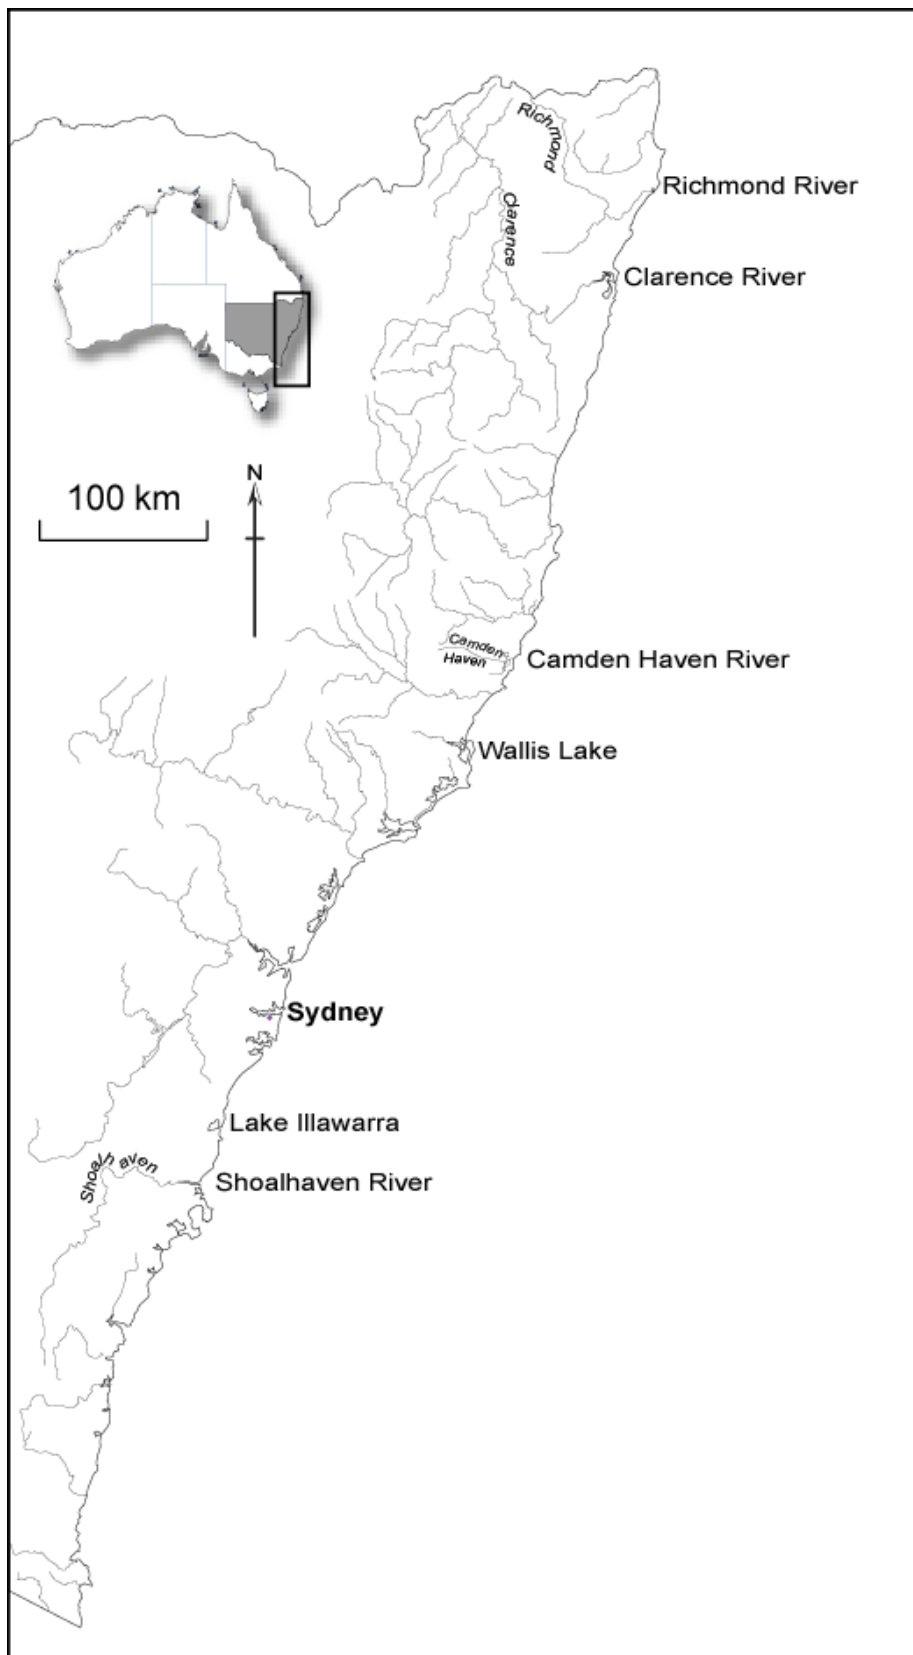 Richmond
Richmond River
Clarence
Clarence River
N
100 km
Camden
Haven
Camden Haven River
Wallis Lake
Sydney
Lake Illawarra
Shoalhaven
Shoalhaven River